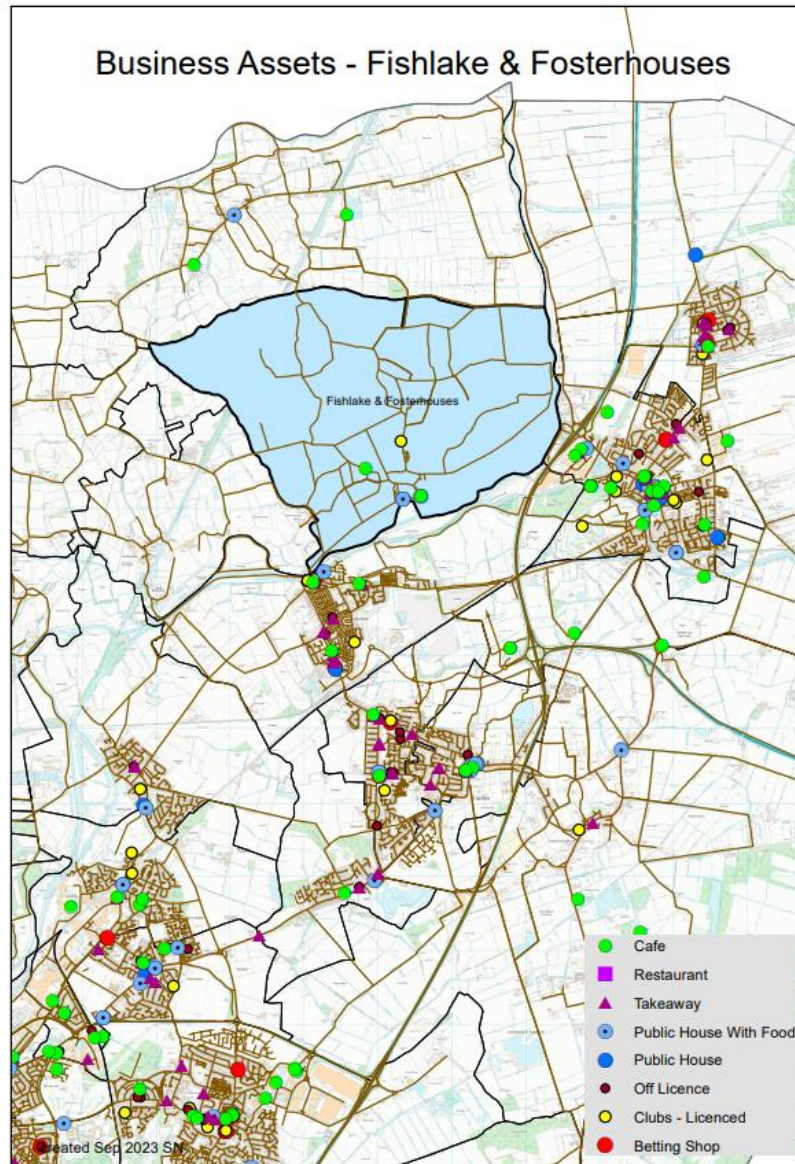 Business Assets - Fishlake & Fosterhouses
Fishlake & Fosterhouses
Cafe
Restaurant
Takeaway
Public House With Food
Public House
Off Licence
Clubs - Licenced
Betting Shop
Created Sep 2023 SN